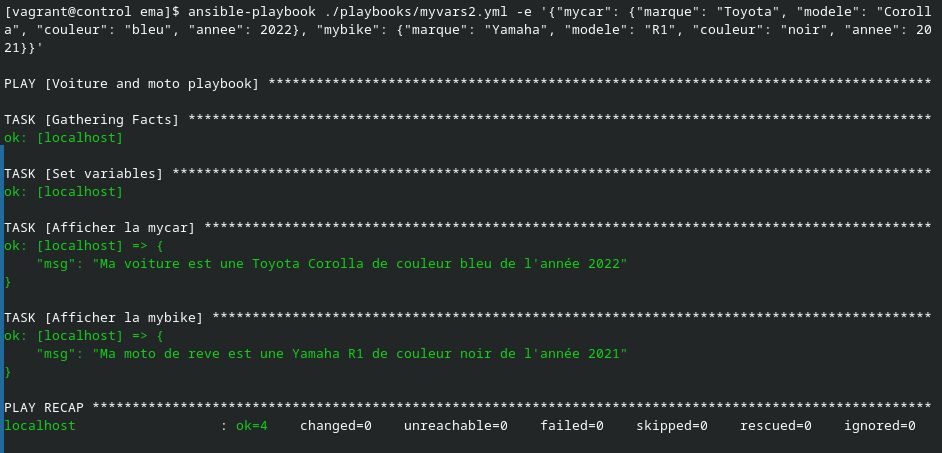 [vagrant@control ema]$ ansible-playbook ./playbooks/myvars2.yml -e '{"mycar": {"marque": "Toyota", "modele": "Coroll
a", "couleur": "bleu", "annee": 2022}, "mybike": {"marque": "Yamaha", "modele": "R1", "couleur": "noir", "annee": 20
21}}'
PLAY [Voiture and moto playbook] ***********************************************************************************
TASK [Gathering Facts] *********************************************************************************************
ok: [localhost]
TASK [Set variables] ***********************************************************************************************
ok: [localhost]
TASK [Afficher la mycar] *******************************************************************************************
ok: [localhost] => {
    "msg": "Ma voiture est une Toyota Corolla de couleur bleu de l'année 2022"
}
TASK [Afficher la mybike] ******************************************************************************************
ok: [localhost] => {
    "msg": "Ma moto de reve est une Yamaha R1 de couleur noir de l'année 2021"
}
PLAY RECAP *********************************************************************************************************
localhost                  : ok=4    changed=0    unreachable=0    failed=0    skipped=0    rescued=0    ignored=0